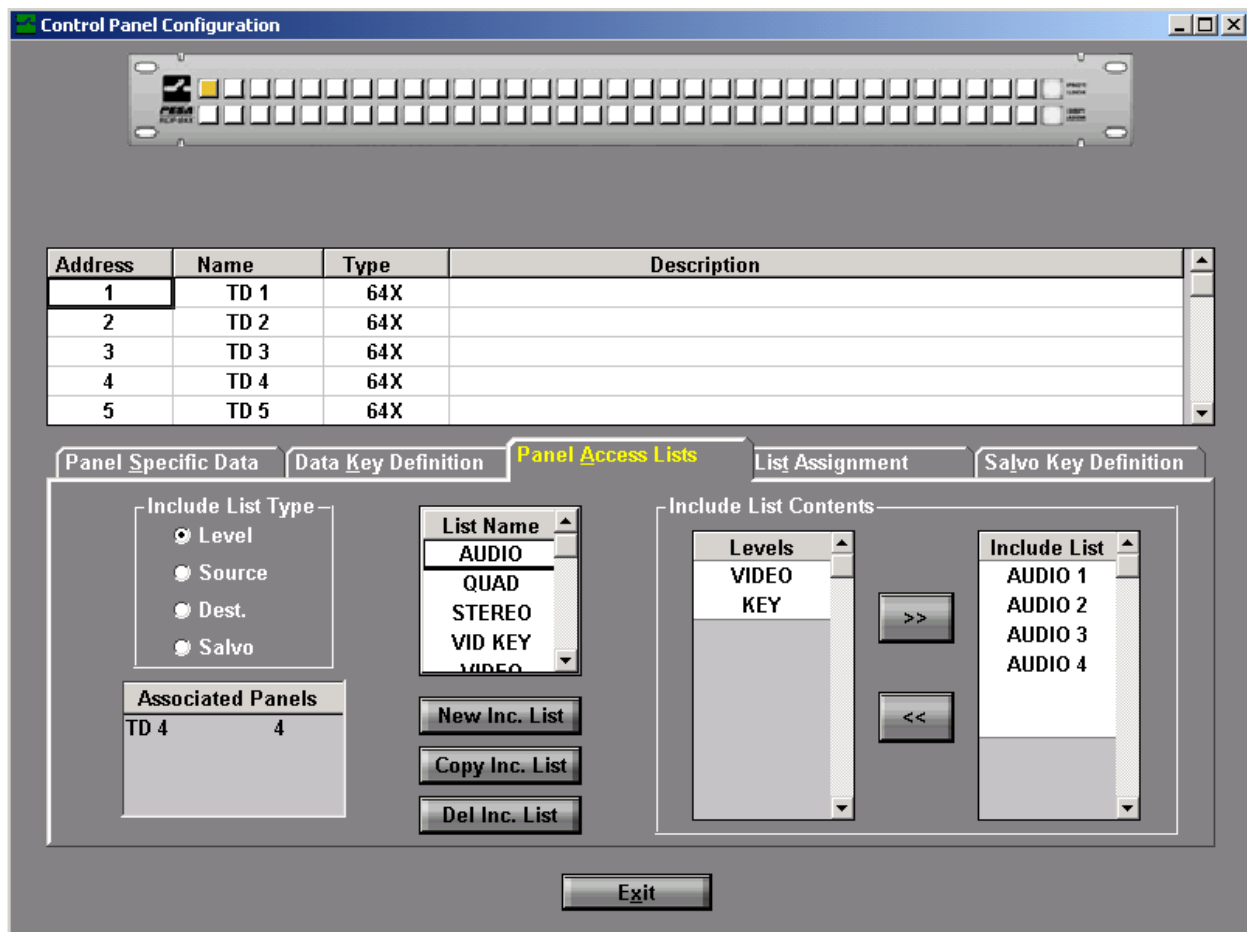 Control Panel Configuration
PESA
Address Name Type Description
1 TD 1 64X
2 TD 2 64X
3 TD 3 64X
4 TD 4 64X
5 TD 5 64X
Panel Specific Data
Data Key Definition
Panel Access Lists
List Assignment
Salvo Key Definition
Include List Type
Level
Source
Dest.
Salvo
Associated Panels
TD 4 4
List Name
AUDIO
QUAD
STEREO
VID KEY
VIDEO
New Inc. List
Copy Inc. List
Del Inc. List
Include List Contents
Levels
VIDEO
KEY
>>
<<
Include List
AUDIO 1
AUDIO 2
AUDIO 3
AUDIO 4
Exit